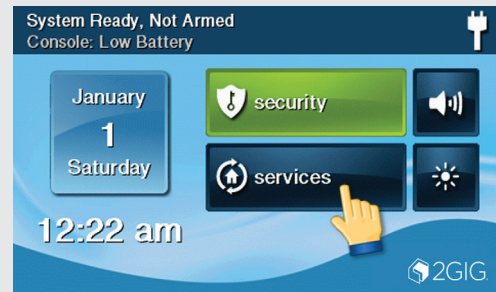 System Ready, Not Armed
Console: Low Battery
January
1
Saturday
12:22 am
security
services
2GIG